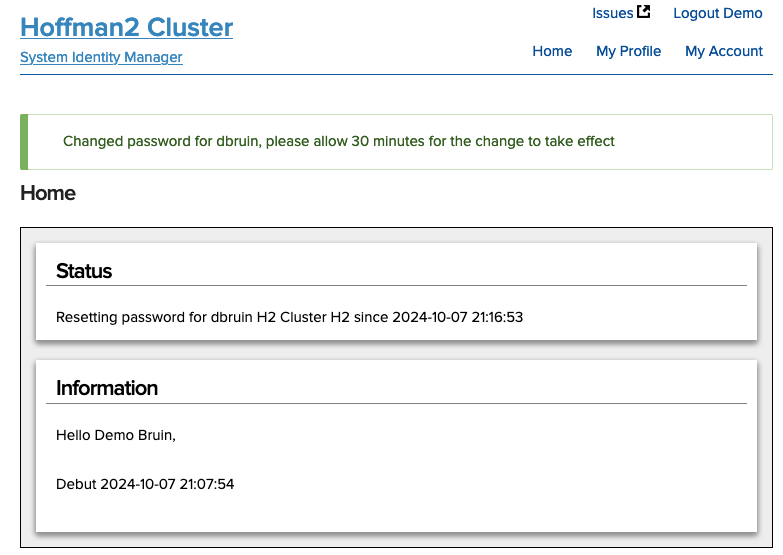 Hoffman2 Cluster
System Identity Manager
Issues Logout Demo
Home My Profile My Account
Changed password for dbruin, please allow 30 minutes for the change to take effect
Home
Status
Resetting password for dbruin H2 Cluster H2 since 2024-10-07 21:16:53
Information
Hello Demo Bruin,
Debut 2024-10-07 21:07:54